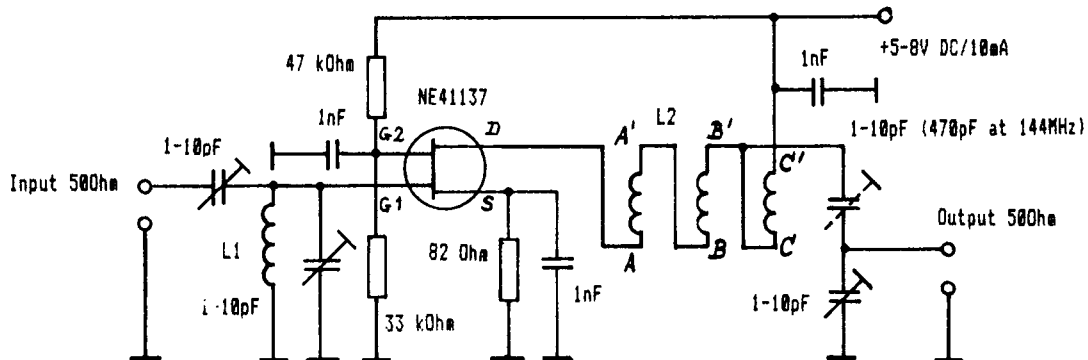 +5-8V DC/10mA
47 kOhm
1nF
NE41137
1nF
G2
D
A'
L2
B'
1-10pF (470pF at 144MHz)
1-10pF
C''
Input 50Ohm
G1
S
Output 50Ohm
L1
82 Ohm
A
B
C'
1-10pF
1nF
1-10pF
33 kOhm